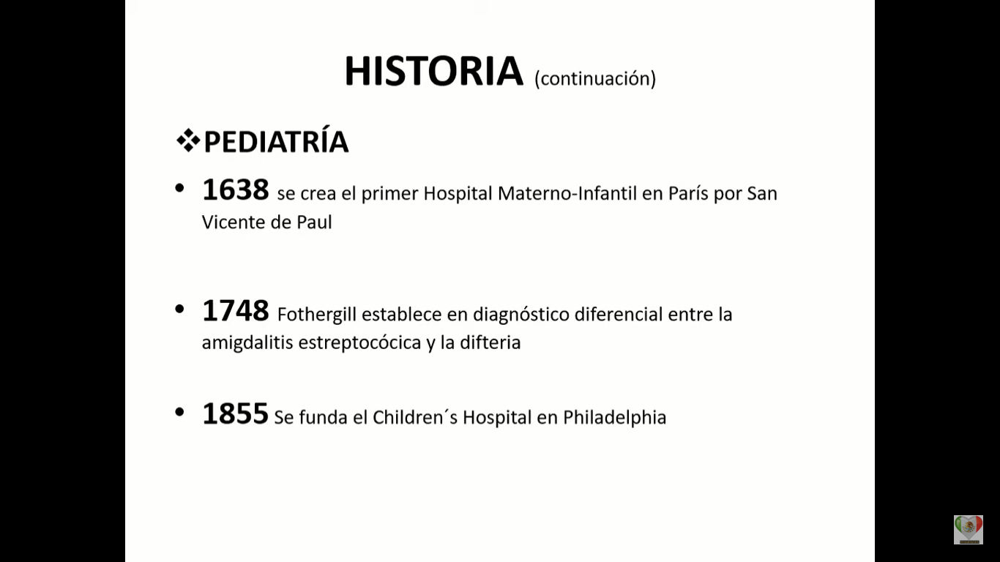 HISTORIA (continuación)
❖PEDIATRÍA
• 1638 se crea el primer Hospital Materno-Infantil en París por San
Vicente de Paul
• 1748 Fothergill establece en diagnóstico diferencial entre la
amigdalitis estreptocócica y la difteria
• 1855 Se funda el Children´s Hospital en Philadelphia